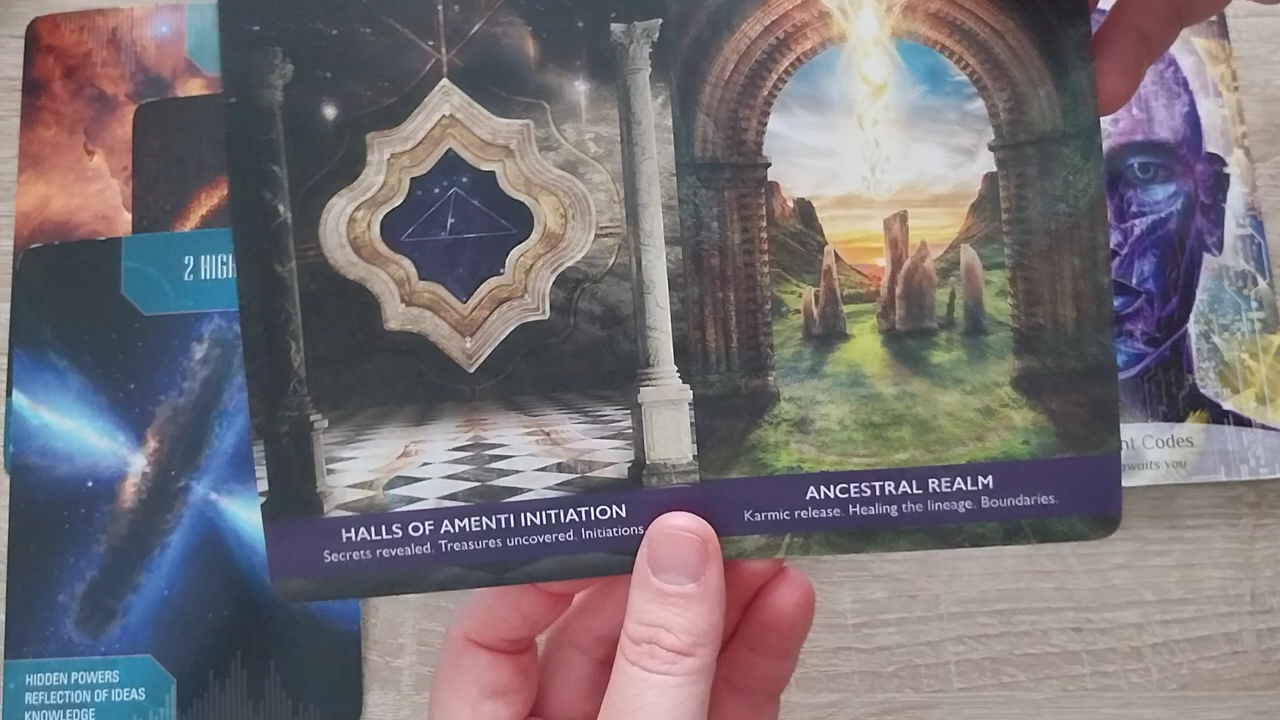 2 HIGH
HALLS OF AMENTI INITIATION
Secrets revealed. Treasures uncovered. Initiations
ANCESTRAL REALM
Karmic release. Healing the lineage. Boundaries.
Codes
awaits you
HIDDEN POWERS
REFLECTION OF IDEAS
KNOWLEDGE